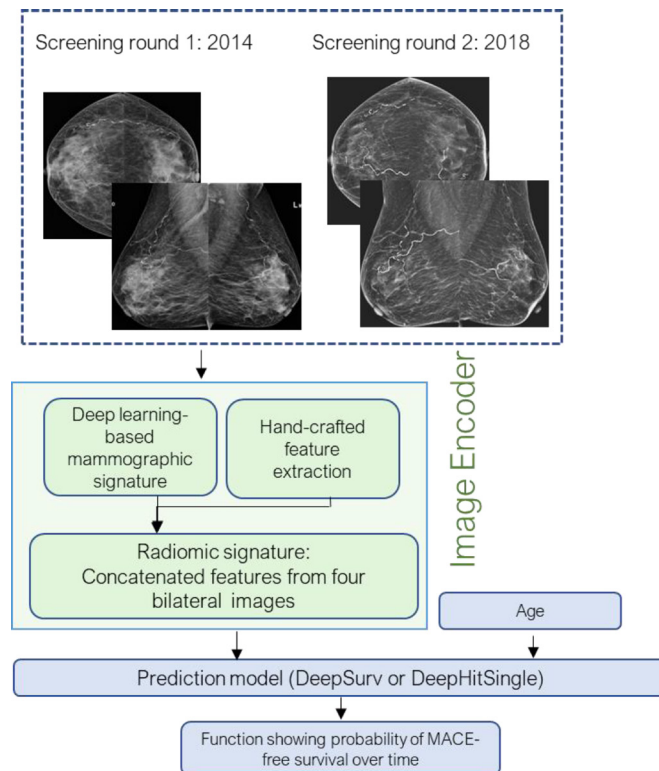 Screening round 1: 2014
Screening round 2: 2018
L
Deep learning-
based
mammographic
signature
Hand-crafted
feature
extraction
Radiomic signature:
Concatenated features from four
bilateral images
Image Encoder
Age
Prediction model (DeepSurv or DeepHitSingle)
Function showing probability of MACE-
free survival over time